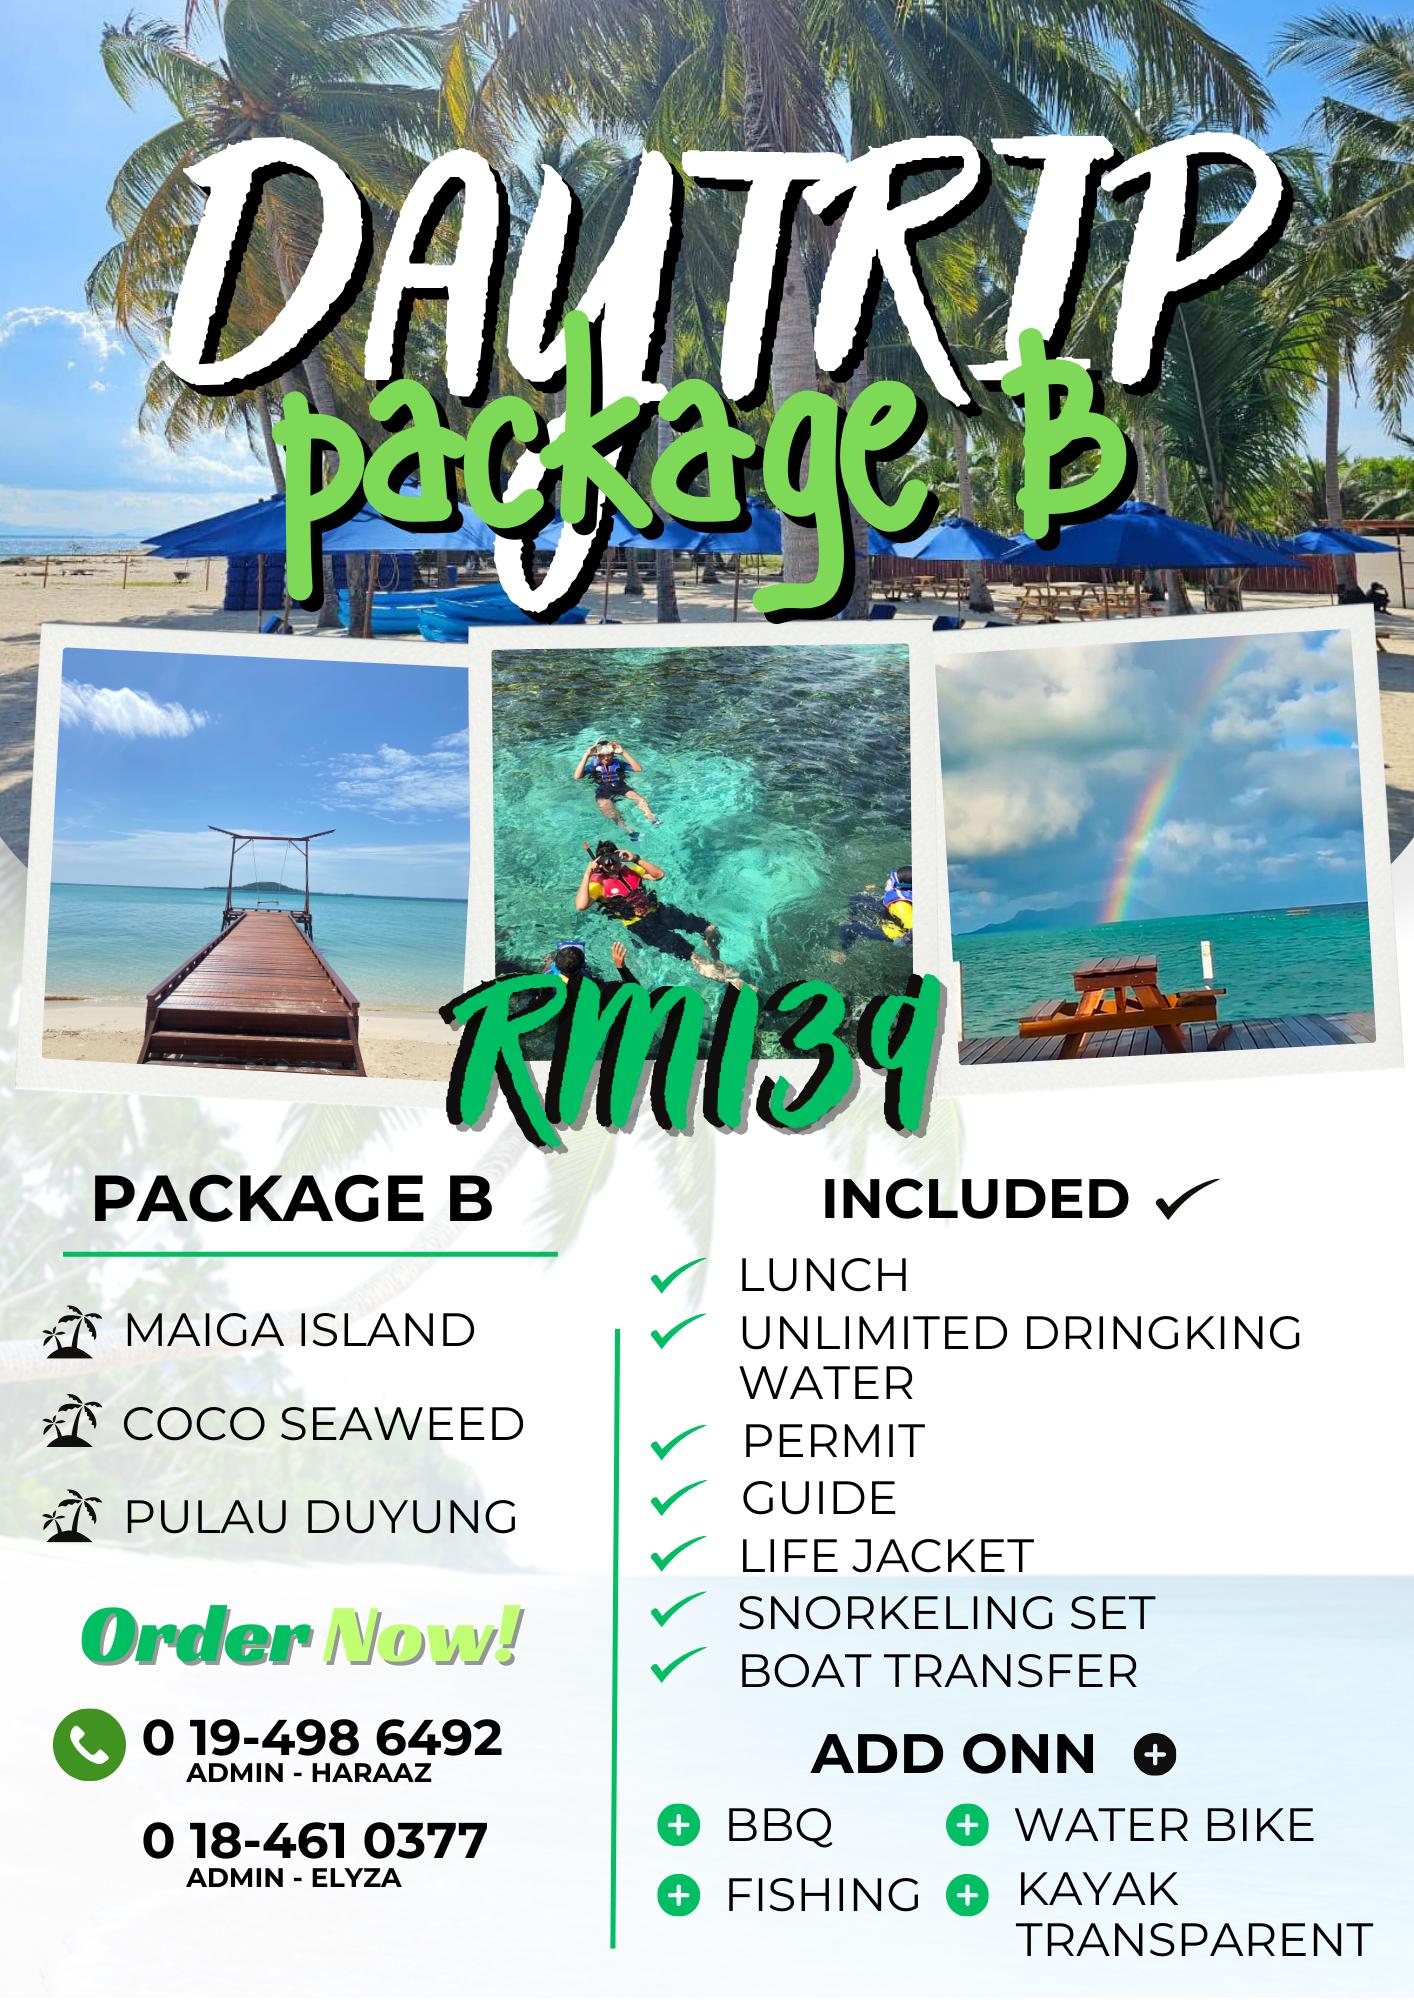 DAYTRIP
package B
RM139
PACKAGE B
MAIGA ISLAND
COCO SEAWEED
PULAU DUYUNG
Order Now!
0 19-498 6492
ADMIN - HARAAZ
0 18-461 0377
ADMIN - ELYZA
INCLUDED
LUNCH
UNLIMITED DRINGKING
WATER
PERMIT
GUIDE
LIFE JACKET
SNORKELING SET
BOAT TRANSFER
ADD ONN
BBQ
WATER BIKE
FISHING
KAYAK
TRANSPARENT